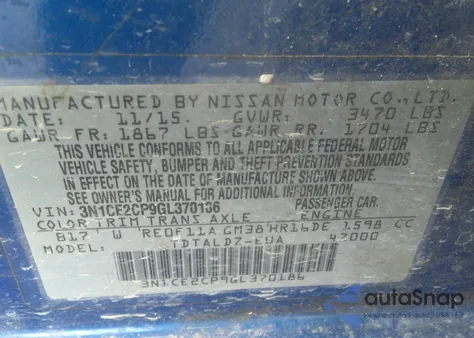 MANUFACTURED BY NISSAN MOTOR CO., LTD.
DATE: 11/15. GVWR: 3470 LBS
GAWR FR: 1867 LBS-GAWR RR: 1704 LBS
THIS VEHICLE CONFORMS TO ALL APPLICABLE FEDERAL MOTOR
VEHICLE SAFETY, BUMPER AND THEFT PREVENTION STANDARDS
IN EFFECT ON THE DATE OF MANUFACTURE SHOWN ABOVE.
SEE OWNER'S MANUAL FOR ADDITIONAL INFORMATION.
VIN: 3N1CE2CP9GL370186 PASSENGER CAR.
COLOR TRIM TRANS AXLE ENGINE
B17 W RE0F11A GM38 HR16DE 1598 CC
MODEL: TDTALDZ-EUA 47000
3N1CE2CP9GL370186
autoSnap